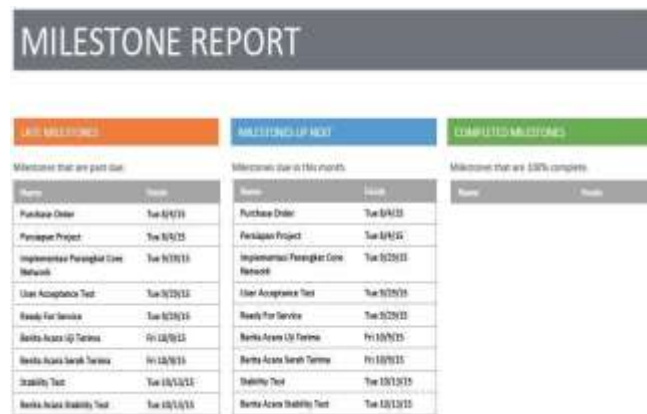 MILESTONE REPORT
LATE MILESTONES
Milestones that are past due.
Name Finish
Purchase Order Tue 8/4/15
Persiapan Project Tue 8/4/15
Implementasi Perangkat Core Tue 9/29/15
Network
User Acceptance Test Tue 9/29/15
Ready For Service Tue 9/29/15
Berita Acara Uji Terima Fri 10/9/15
Berita Acara Serah Terima Fri 10/9/15
Stability Test Tue 10/13/15
Berita Acara Stability Test Tue 10/13/15
MILESTONES UP NEXT
Milestones due in this month.
Name Finish
Purchase Order Tue 8/4/15
Persiapan Project Tue 8/4/15
Implementasi Perangkat Core Tue 9/29/15
Network
User Acceptance Test Tue 9/29/15
Ready For Service Tue 9/29/15
Berita Acara Uji Terima Fri 10/9/15
Berita Acara Serah Terima Fri 10/9/15
Stability Test Tue 10/13/15
Berita Acara Stability Test Tue 10/13/15
COMPLETED MILESTONES
Milestones that are 100% complete.
Name Finish